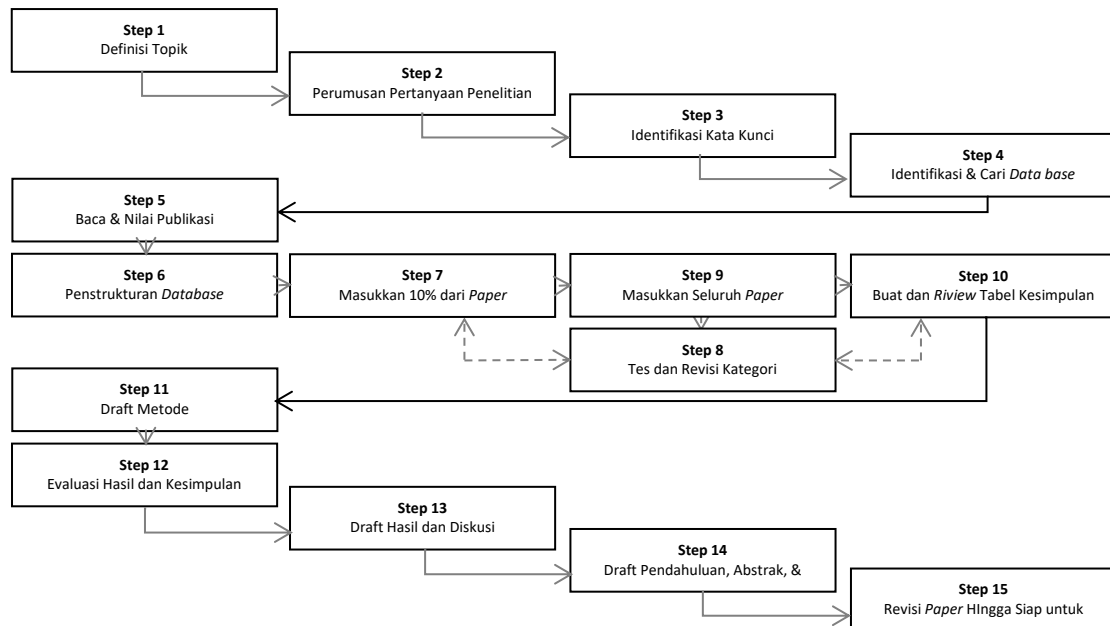 Step 1
Definisi Topik
Step 2
Perumusan Pertanyaan Penelitian
Step 3
Identifikasi Kata Kunci
Step 4
Identifikasi & Cari Data base
Step 5
Baca & Nilai Publikasi
Step 6
Penstrukturan Database
Step 7
Masukkan 10% dari Paper
Step 9
Masukkan Seluruh Paper
Step 10
Buat dan Riview Tabel Kesimpulan
Step 8
Tes dan Revisi Kategori
Step 11
Draft Metode
Step 12
Evaluasi Hasil dan Kesimpulan
Step 13
Draft Hasil dan Diskusi
Step 14
Draft Pendahuluan, Abstrak, &
Step 15
Revisi Paper HIngga Siap untuk